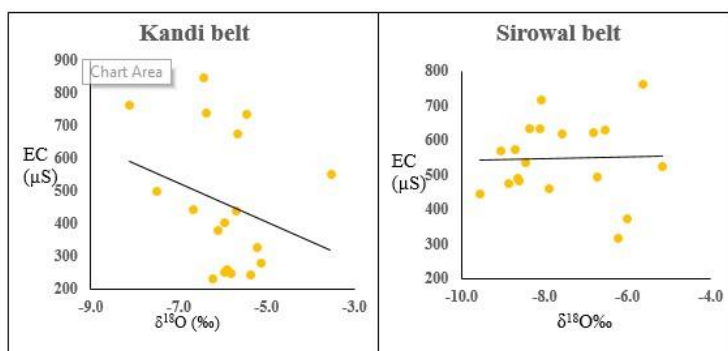 Kandi belt
Chart Area
EC
(µS)
900
800
700
600
500
400
300
200
-9.0 -7.0 -5.0 -3.0
δ¹⁸O (‰)
Sirowal belt
EC
(µS)
800
700
600
500
400
300
200
-10.0 -8.0 -6.0 -4.0
δ¹⁸O‰